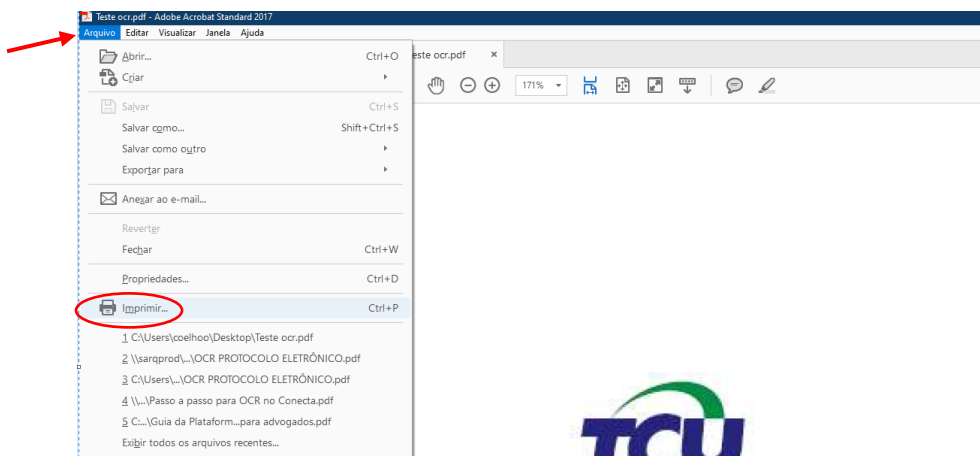 Teste ocr.pdf - Adobe Acrobat Standard 2017
Arquivo Editar Visualizar Janela Ajuda
Abrir... Ctrl+O
este ocr.pdf ×
Criar
171%
Salvar Ctrl+S
Salvar como... Shift+Ctrl+S
Salvar como outro
Exportar para
Anexar ao e-mail...
Reverter
Fechar Ctrl+W
Propriedades... Ctrl+D
Imprimir... Ctrl+P
1 C:\Users\coelhoo\Desktop\Teste ocr.pdf
2 \\sarqprod\...\OCR PROTOCOLO ELETRÔNICO.pdf
3 C:\Users\...\OCR PROTOCOLO ELETRÔNICO.pdf
4 \\...\Passo a passo para OCR no Conecta.pdf
5 C:...\Guia da Plataform...para advogados.pdf
Exibir todos os arquivos recentes...
TCU